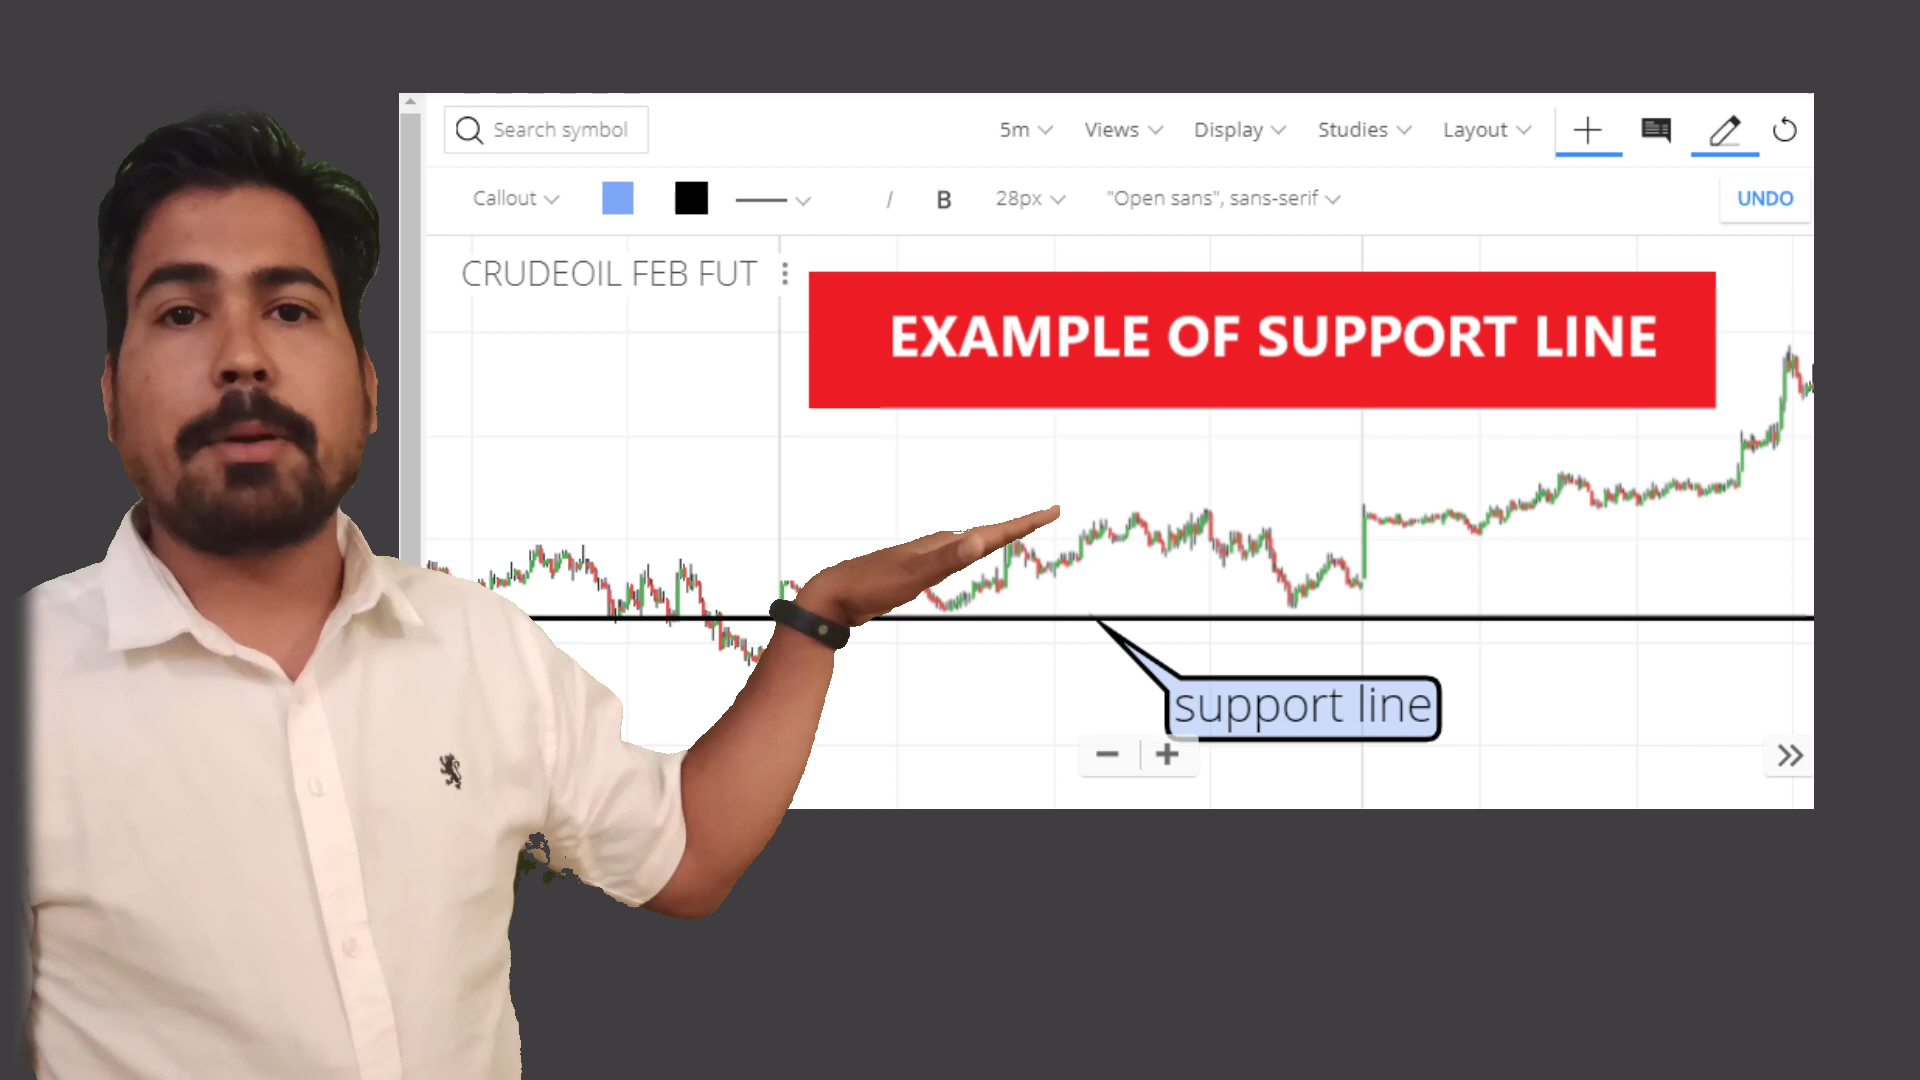 Search symbol
5m Views Display Studies Layout
Callout / B 28px "Open sans", sans-serif UNDO
CRUDEOIL FEB FUT
EXAMPLE OF SUPPORT LINE
support line